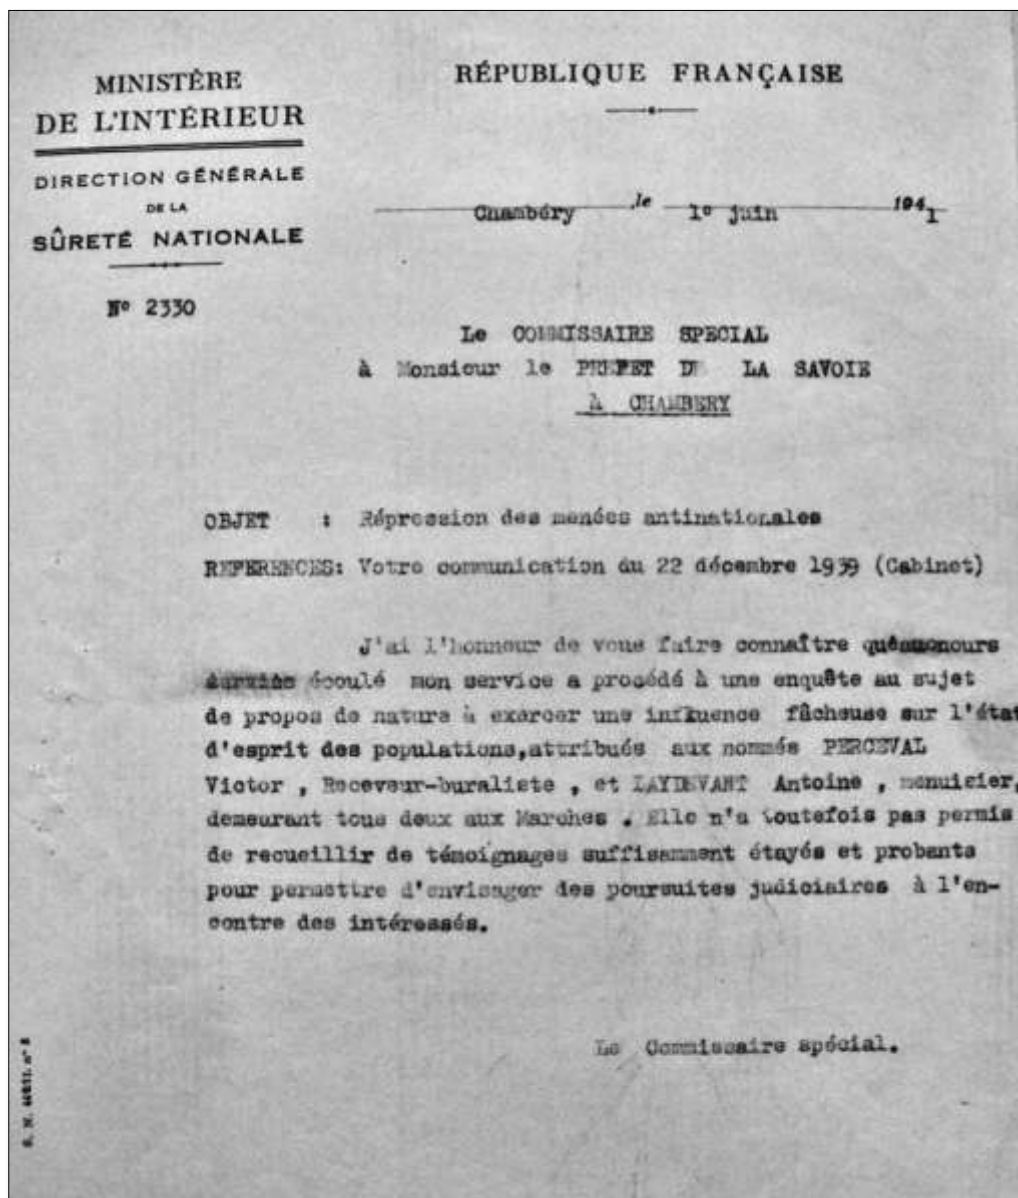 MINISTÈRE
DE L'INTÉRIEUR
DIRECTION GÉNÉRALE
DE LA
SÛRETÉ NATIONALE
Nº 2330
RÉPUBLIQUE FRANÇAISE
Chambéry, le 1º juin 1941
Le COMMISSAIRE SPECIAL
à Monsieur le PREFET DE LA SAVOIE
À CHAMBERY
OBJET : Répression des menées antinationales
REFERENCES: Votre communication du 22 décembre 1939 (Cabinet)
J'ai l'honneur de vous faire connaître
écoulé mon service a procédé à une enquête au sujet
de propos de nature à exercer une influence fâcheuse sur l'état
d'esprit des populations, attribués aux nommés PERCEVAL
Victor , Receveur-buraliste , et LAYDEVANT Antoine , menuisier,
demeurant tous deux aux Marches . Elle n'a toutefois pas permis
de recueillir de témoignages suffisamment étayés et probants
pour permettre d'envisager des poursuites judiciaires à l'en-
contre des intéressés.
Le Commissaire spécial.